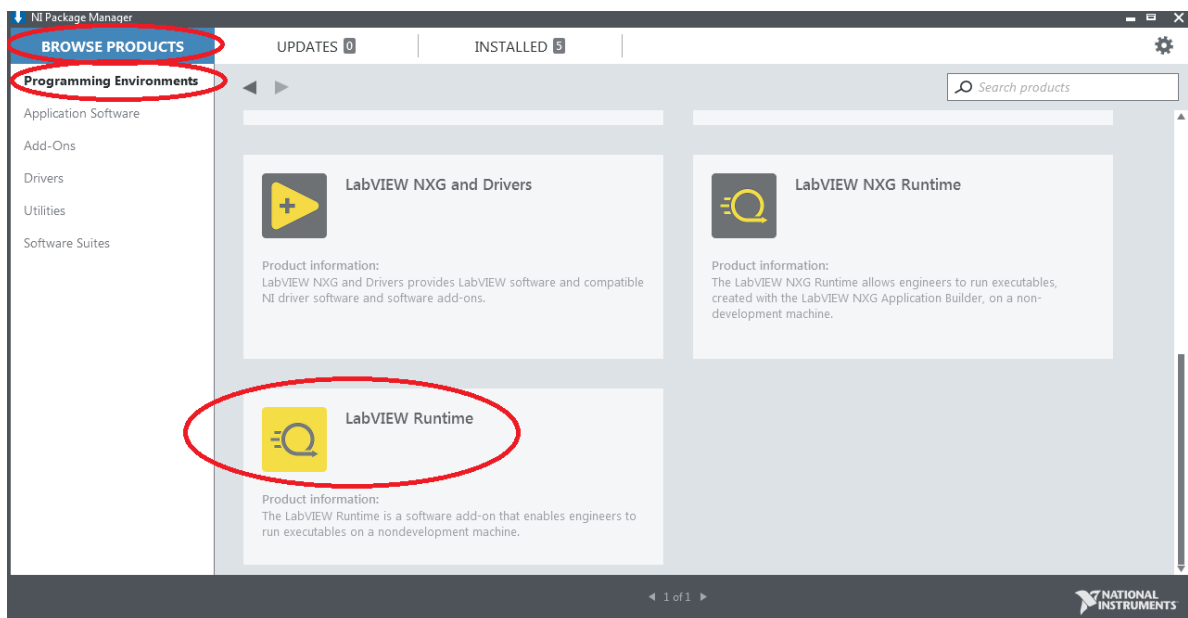 NI Package Manager
BROWSE PRODUCTS
UPDATES 0
INSTALLED 5
Programming Environments
Application Software
Add-Ons
Drivers
Utilities
Software Suites
Search products
LabVIEW NXG and Drivers
Product information:
LabVIEW NXG and Drivers provides LabVIEW software and compatible
NI driver software and software add-ons.
LabVIEW NXG Runtime
Product information:
The LabVIEW NXG Runtime allows engineers to run executables,
created with the LabVIEW NXG Application Builder, on a non-
development machine.
LabVIEW Runtime
Product information:
The LabVIEW Runtime is a software add-on that enables engineers to
run executables on a nondevelopment machine.
1 of 1
NATIONAL
INSTRUMENTS